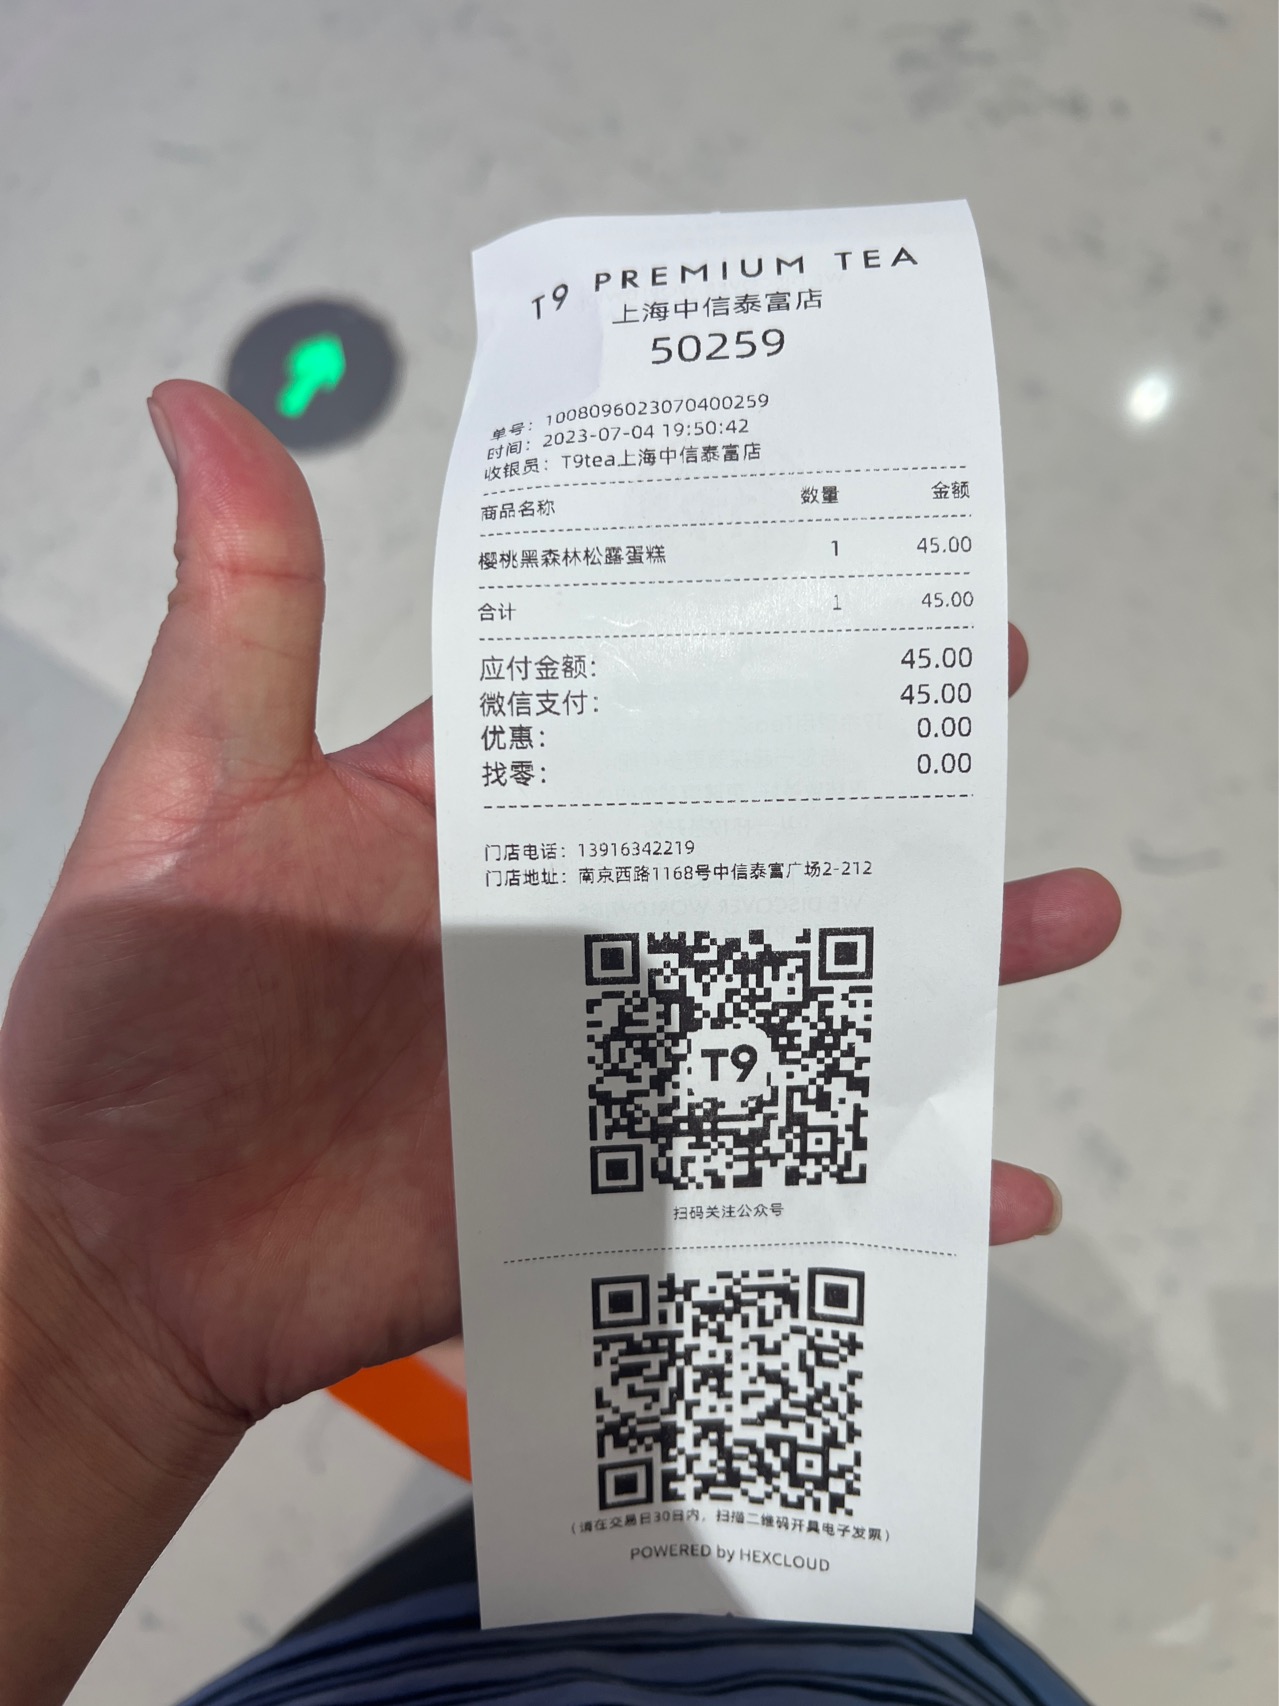 T9 PREMIUM TEA
上海中信泰富店
50259
单号: 1008096023070400259
时间: 2023-07-04 19:50:42
收银员: T9tea上海中信泰富店
商品名称 数量 金额
樱桃黑森林松露蛋糕 1 45.00
合计 1 45.00
应付金额: 45.00
微信支付: 45.00
优惠: 0.00
找零: 0.00
门店电话: 13916342219
门店地址: 南京西路1168号中信泰富广场2-212
T9
扫码关注公众号
(请在交易日30日内, 扫描二维码开具电子发票)
POWERED by HEXCLOUD